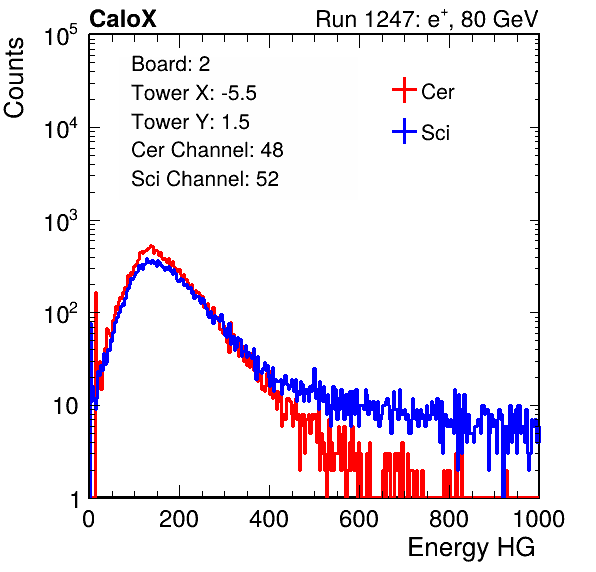 CaloX Run 1247: e⁺, 80 GeV
Counts
Board: 2
Tower X: -5.5
Tower Y: 1.5
Cer Channel: 48
Sci Channel: 52
Cer
Sci
10⁵
10⁴
10³
10²
10
1
0 200 400 600 800 1000
Energy HG